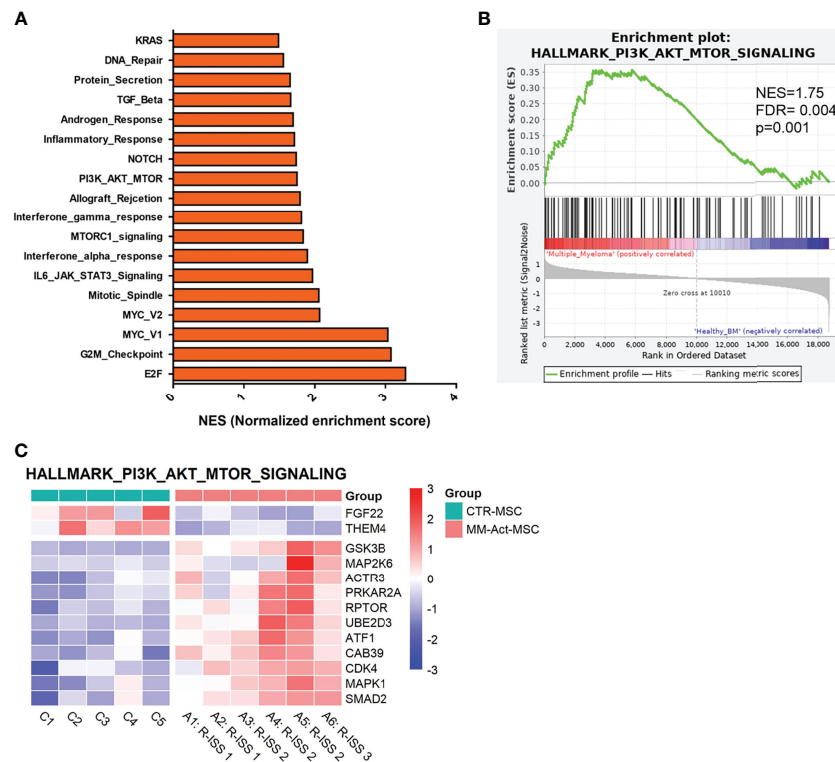 A
KRAS
DNA_Repair
Protein_Secretion
TGF_Beta
Androgen_Response
Inflammatory_Response
NOTCH
PI3K_AKT_MTOR
Allograft_Rejcetion
Interferone_gamma_response
MTORC1_signaling
Interferone_alpha_response
IL6_JAK_STAT3_Signaling
Mitotic_Spindle
MYC_V2
MYC_V1
G2M_Checkpoint
E2F
0 1 2 3 4
NES (Normalized enrichment score)
B
Enrichment plot:
HALLMARK_PI3K_AKT_MTOR_SIGNALING
Enrichment score (ES)
0.35
0.30
0.25
0.20
0.15
0.10
0.05
0.00
NES=1.75
FDR= 0.004
p=0.001
'Multiple_Myeloma' (positively correlated)
Ranked list metric (Signal2Noise)
1
0
-1
-2
-3
Zero cross at 10010
'Healthy_BM' (negatively correlated)
0 2,000 4,000 6,000 8,000 10,000 12,000 14,000 16,000 18,000
Rank in Ordered Dataset
Enrichment profile Hits Ranking metric scores
C
HALLMARK_PI3K_AKT_MTOR_SIGNALING
Group
FGF22
THEM4
GSK3B
MAP2K6
ACTR3
PRKAR2A
RPTOR
UBE2D3
ATF1
CAB39
CDK4
MAPK1
SMAD2
C1 C2 C3 C4 C5
A1: R-ISS 1
A2: R-ISS 1
A3: R-ISS 2
A4: R-ISS 2
A5: R-ISS 2
A6: R-ISS 3
3
2
1
0
-1
-2
-3
Group
CTR-MSC
MM-Act-MSC